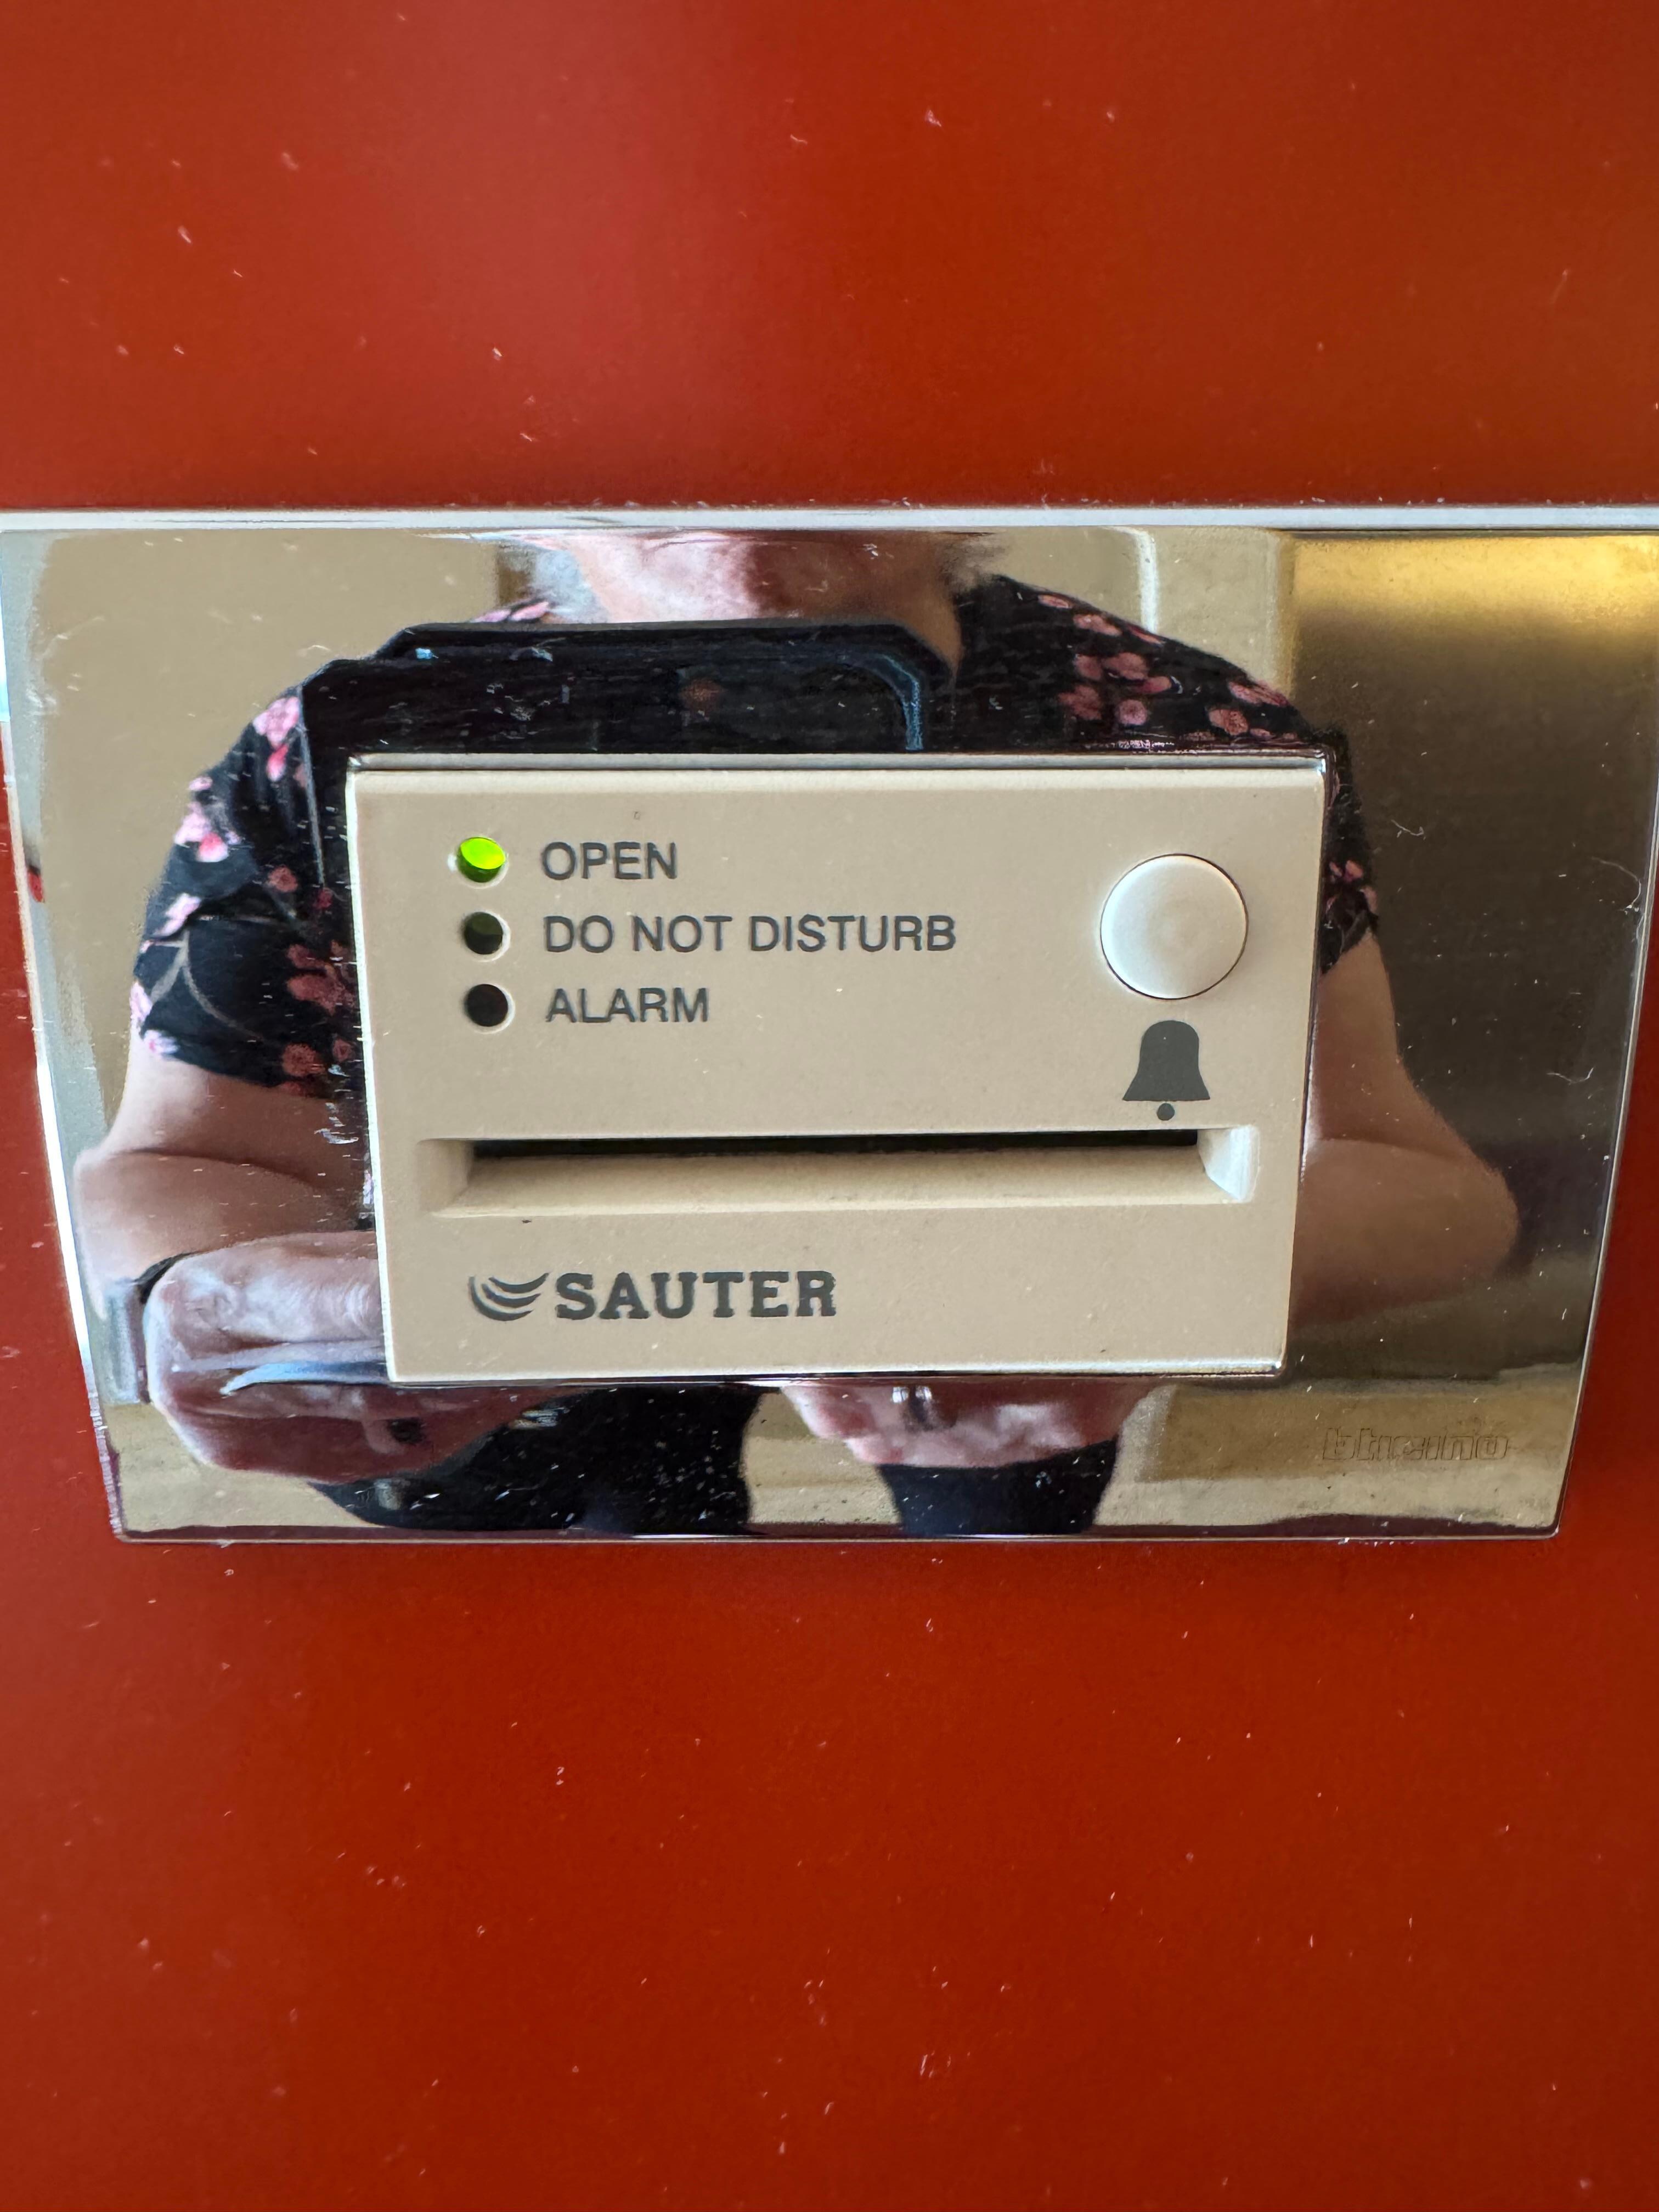 OPEN
DO NOT DISTURB
ALARM
SAUTER
bticino